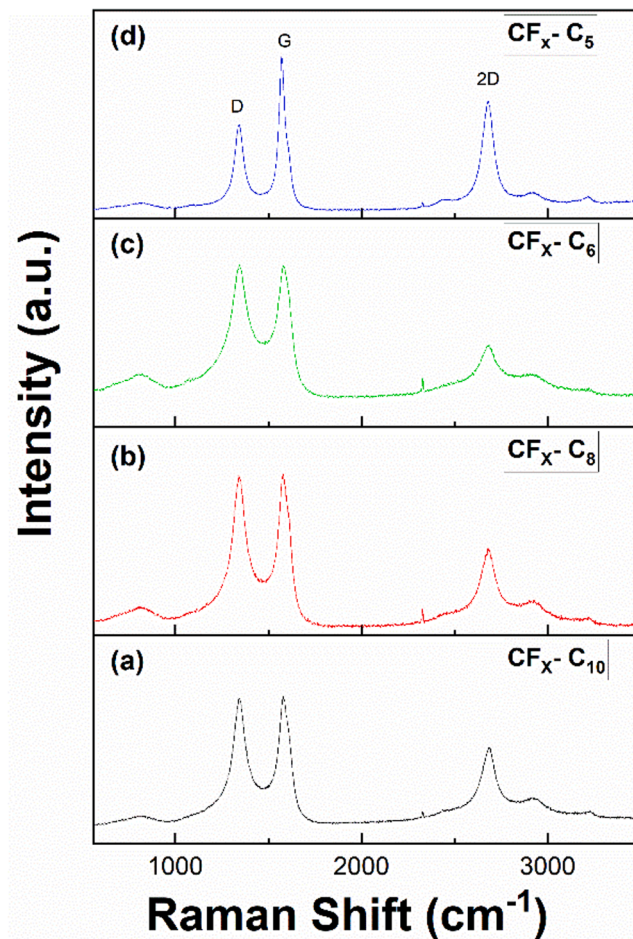 (d)
CFx- C5
D
G
2D
(c)
CFX- C6
(b)
CFX- C8
(a)
CFX- C10
Intensity (a.u.)
1000
2000
3000
Raman Shift (cm-1)